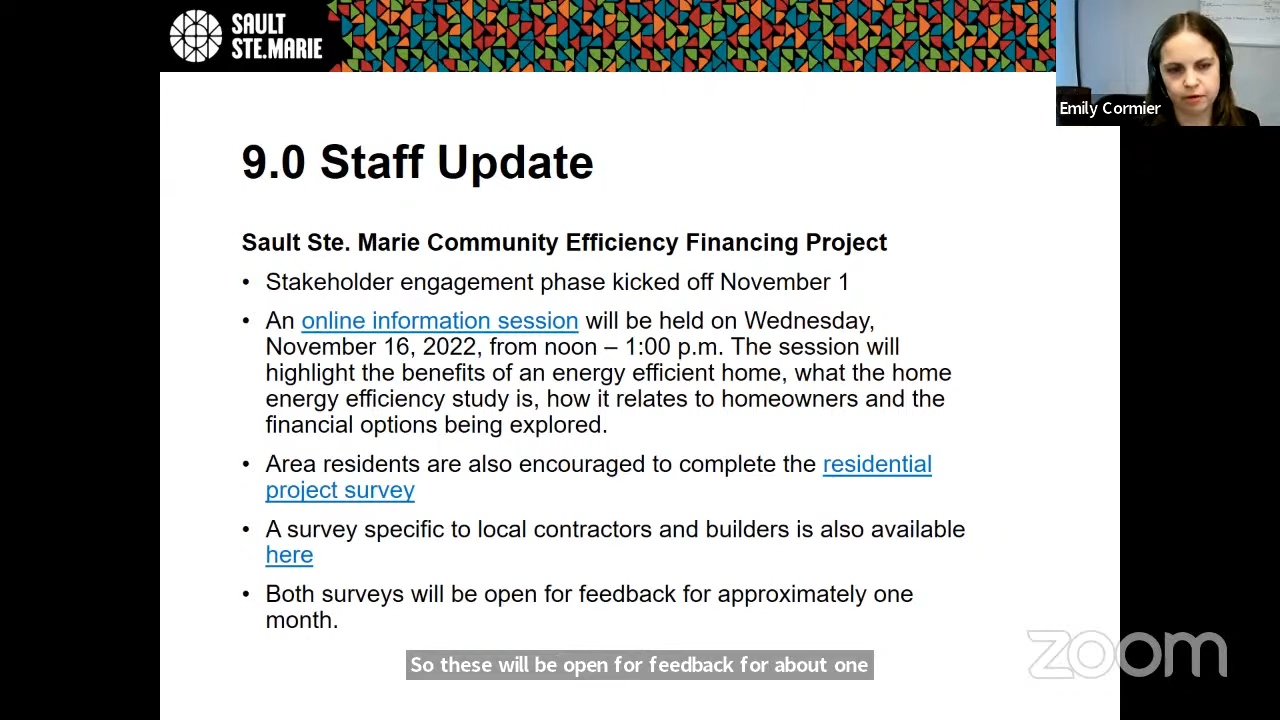 SAULT
STE.MARIE
Emily Cormier
9.0 Staff Update
Sault Ste. Marie Community Efficiency Financing Project
• Stakeholder engagement phase kicked off November 1
• An online information session will be held on Wednesday,
November 16, 2022, from noon – 1:00 p.m. The session will
highlight the benefits of an energy efficient home, what the home
energy efficiency study is, how it relates to homeowners and the
financial options being explored.
• Area residents are also encouraged to complete the residential
project survey
• A survey specific to local contractors and builders is also available
here
• Both surveys will be open for feedback for approximately one
month.
So these will be open for feedback for about one
zoom